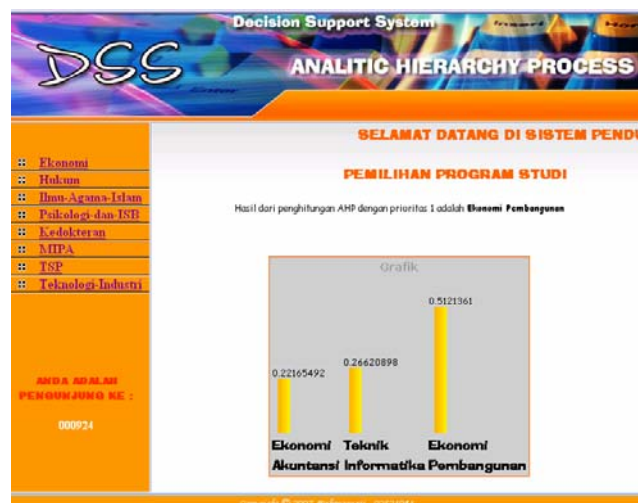 Decision Support System
DSS
ANALITIC HIERARCHY PROCESS
SELAMAT DATANG DI SISTEM
PEMILIHAN PROGRAM STUDI
Hasil dari penghitungan AHP dengan prioritas 1 adalah Ekonomi Pembangunan
:: Ekonomi
:: Hukum
:: Ilmu-Agama-Islam
:: Psikologi-dan-ISB
:: Kedokteran
:: MIPA
:: TSP
:: Teknologi-Industri
ANDA ADALAH
PENGUNJUNG KE :
000924
Grafik
0.5121361
0.26620898
0.22165492
Ekonomi Teknik Ekonomi
Akuntansi Informatika Pembangunan